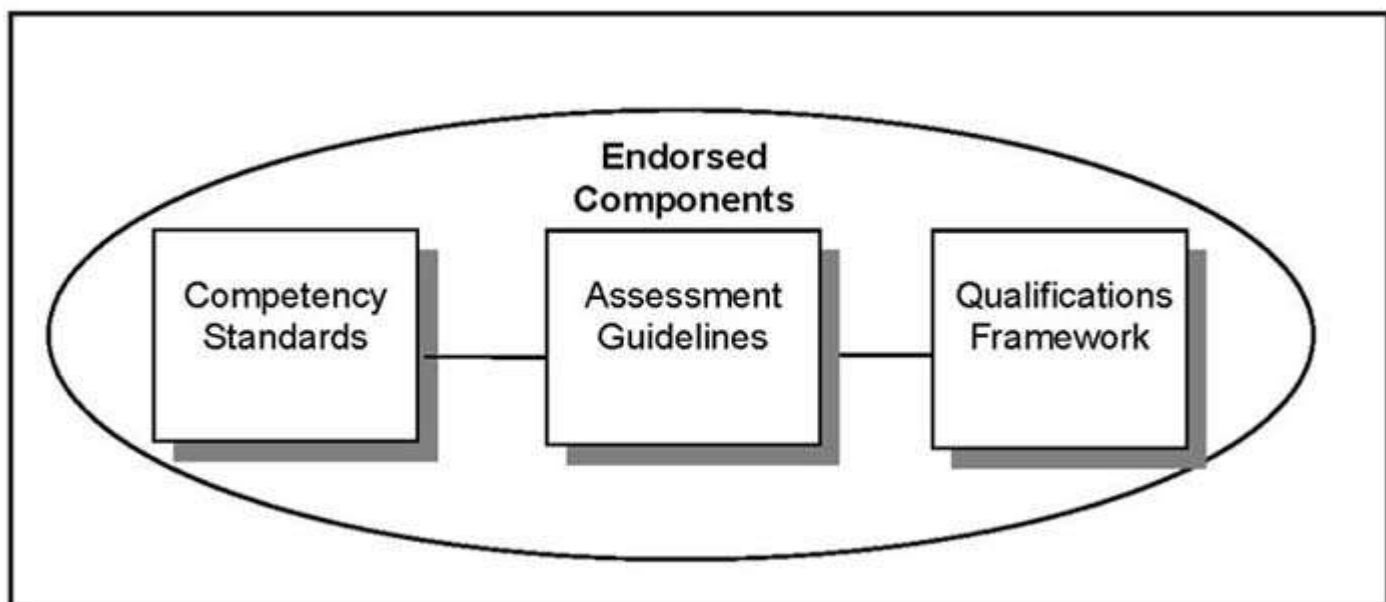 Endorsed
Components
Competency
Standards
Assessment
Guidelines
Qualifications
Framework